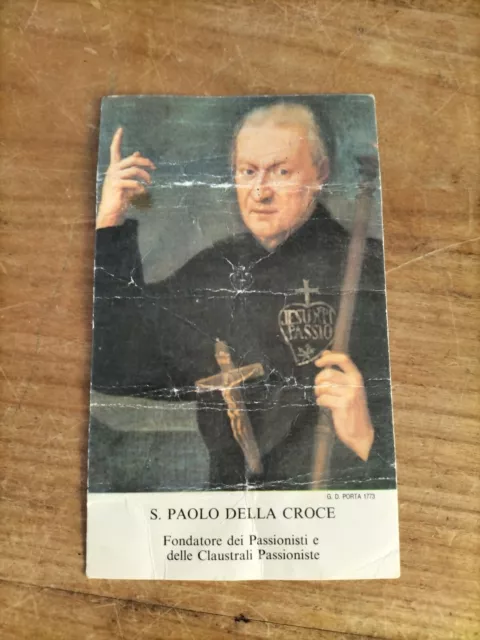 JESU XPI
PASSIO
G. D. PORTA 1773
S. PAOLO DELLA CROCE
Fondatore dei Passionisti e
delle Claustrali Passioniste